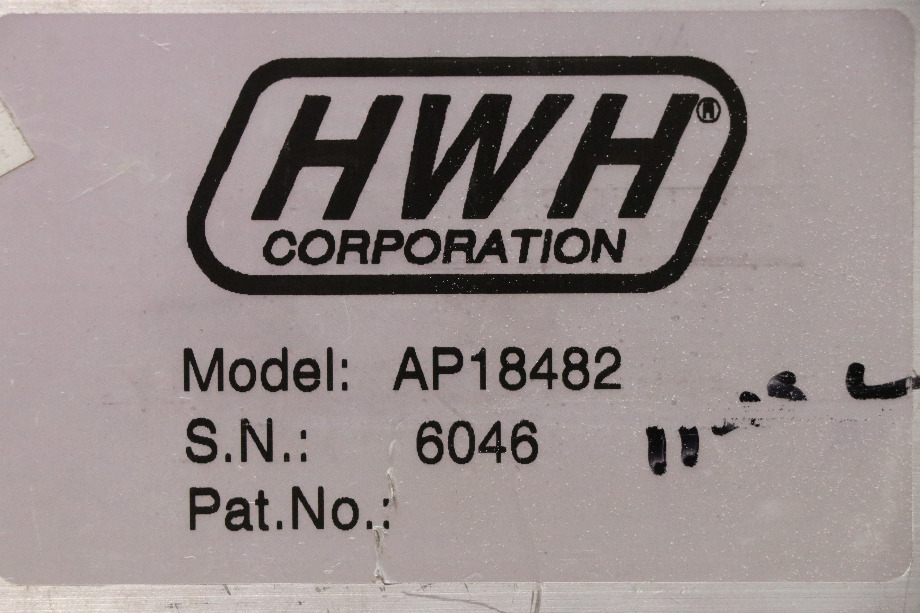 HWH®
CORPORATION
Model: AP18482
S.N.: 6046
Pat.No.: